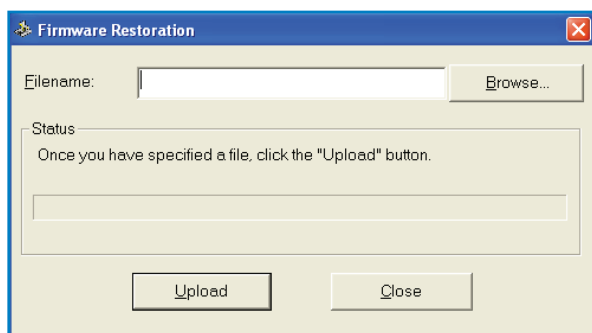 Firmware Restoration
Filename:
Browse...
Status
Once you have specified a file, click the "Upload" button.
Upload
Close